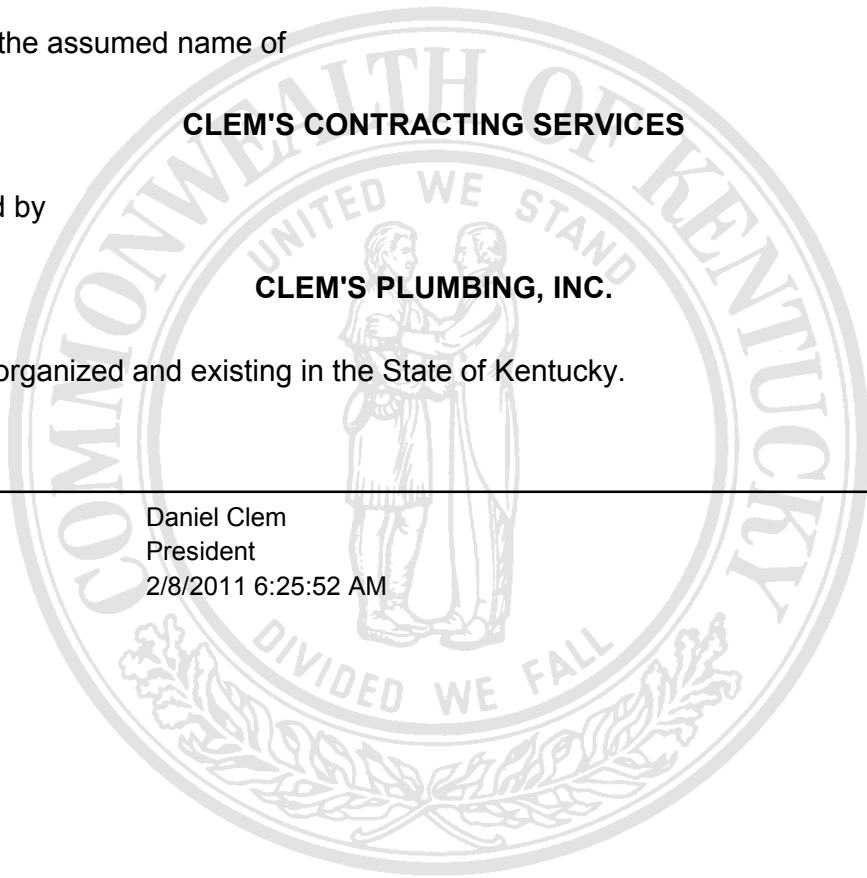 the assumed name of
CLEM'S CONTRACTING SERVICES
d by
CLEM'S PLUMBING, INC.
organized and existing in the State of Kentucky.
Daniel Clem
President
2/8/2011 6:25:52 AM
COMMONWEALTH OF KENTUCKY
UNITED WE STAND
DIVIDED WE FALL